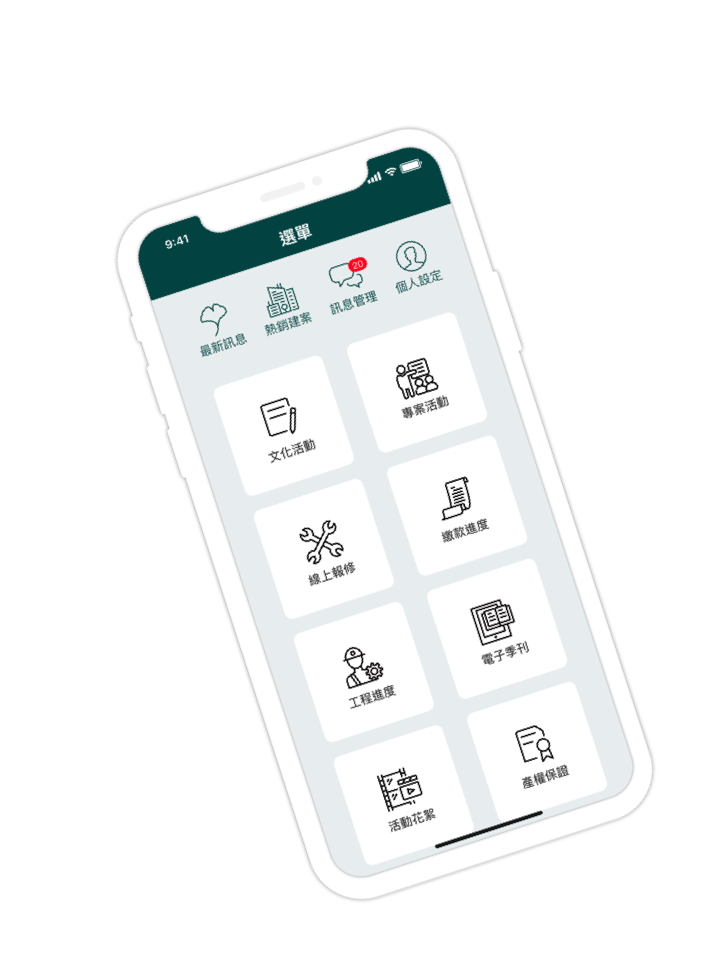 9:41
選單
20
最新訊息
熱銷建案
訊息管理
個人設定
文化活動
專案活動
線上報修
繳款進度
工程進度
電子季刊
活動花絮
產權保證